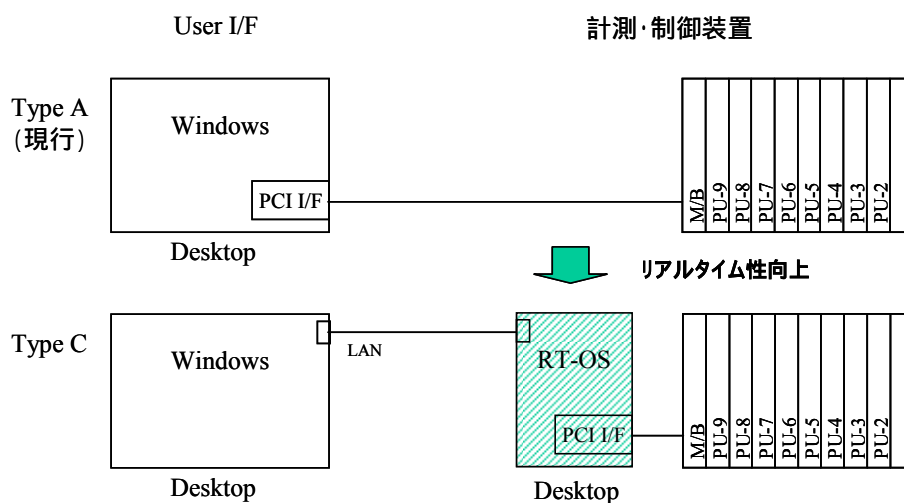 User I/F
計測・制御装置
Type A
(現行)
Windows
PCI I/F
Desktop
M/B
PU-9
PU-8
PU-7
PU-6
PU-5
PU-4
PU-3
PU-2
リアルタイム性向上
Type C
Windows
LAN
Desktop
RT-OS
PCI I/F
Desktop
M/B
PU-9
PU-8
PU-7
PU-6
PU-5
PU-4
PU-3
PU-2